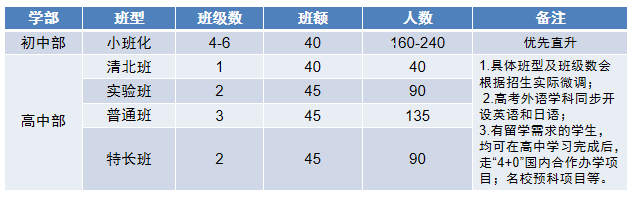 学部 班型 班级数 班额 人数 备注
初中部 小班化 4-6 40 160-240 优先直升
高中部
清北班 1 40 40
实验班 2 45 90
普通班 3 45 135
特长班 2 45 90
1.具体班型及班级数会
根据招生实际微调；
2.高考外语学科同步开
设英语和日语；
3.有留学需求的学生，
均可在高中学习完成后，
走“4+0”国内合作办学项
目；名校预科项目等。